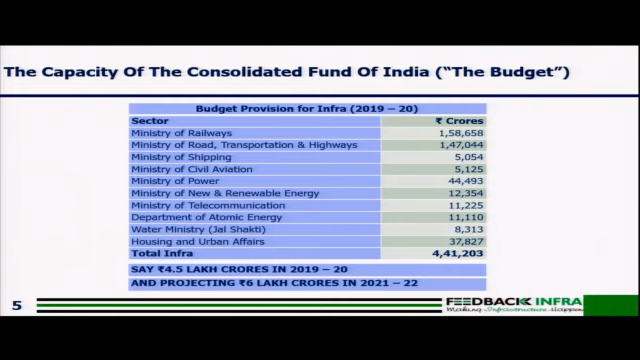 The Capacity Of The Consolidated Fund Of India ("The Budget")
Budget Provision for Infra (2019 – 20)
Sector ₹ Crores
Ministry of Railways 1,58,658
Ministry of Road, Transportation & Highways 1,47,044
Ministry of Shipping 5,054
Ministry of Civil Aviation 5,125
Ministry of Power 44,493
Ministry of New & Renewable Energy 12,354
Ministry of Telecommunication 11,225
Department of Atomic Energy 11,110
Water Ministry (Jal Shakti) 8,313
Housing and Urban Affairs 37,827
Total Infra 4,41,203
SAY ₹4.5 LAKH CRORES IN 2019 – 20
AND PROJECTING ₹6 LAKH CRORES IN 2021 – 22
5
FEEDBACK INFRA
Making Infrastructure Happen